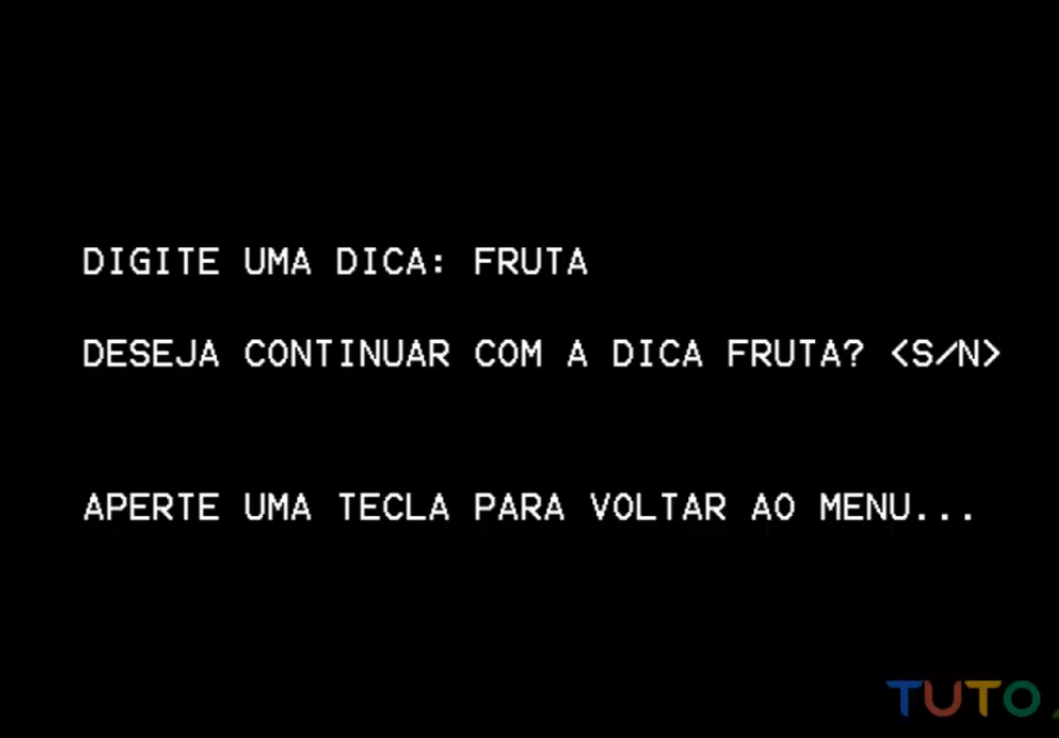 DIGITE UMA DICA: FRUTA
DESEJA CONTINUAR COM A DICA FRUTA? <S/N>
APERTE UMA TECLA PARA VOLTAR AO MENU...
TUTO